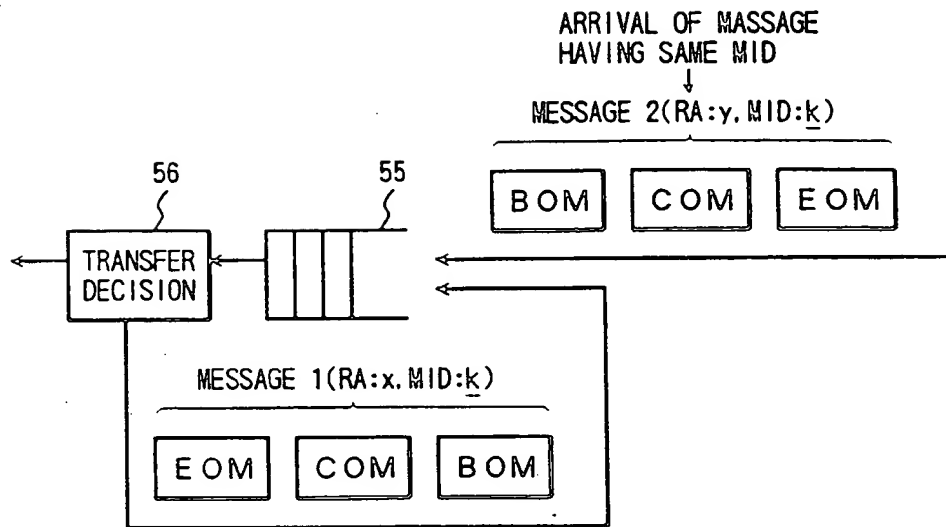 ARRIVAL OF MASSAGE
HAVING SAME MID
MESSAGE 2(RA:y. MID:k)
BOM COM EOM
56 55
TRANSFER
DECISION
MESSAGE 1(RA:x. MID:k)
EOM COM BOM